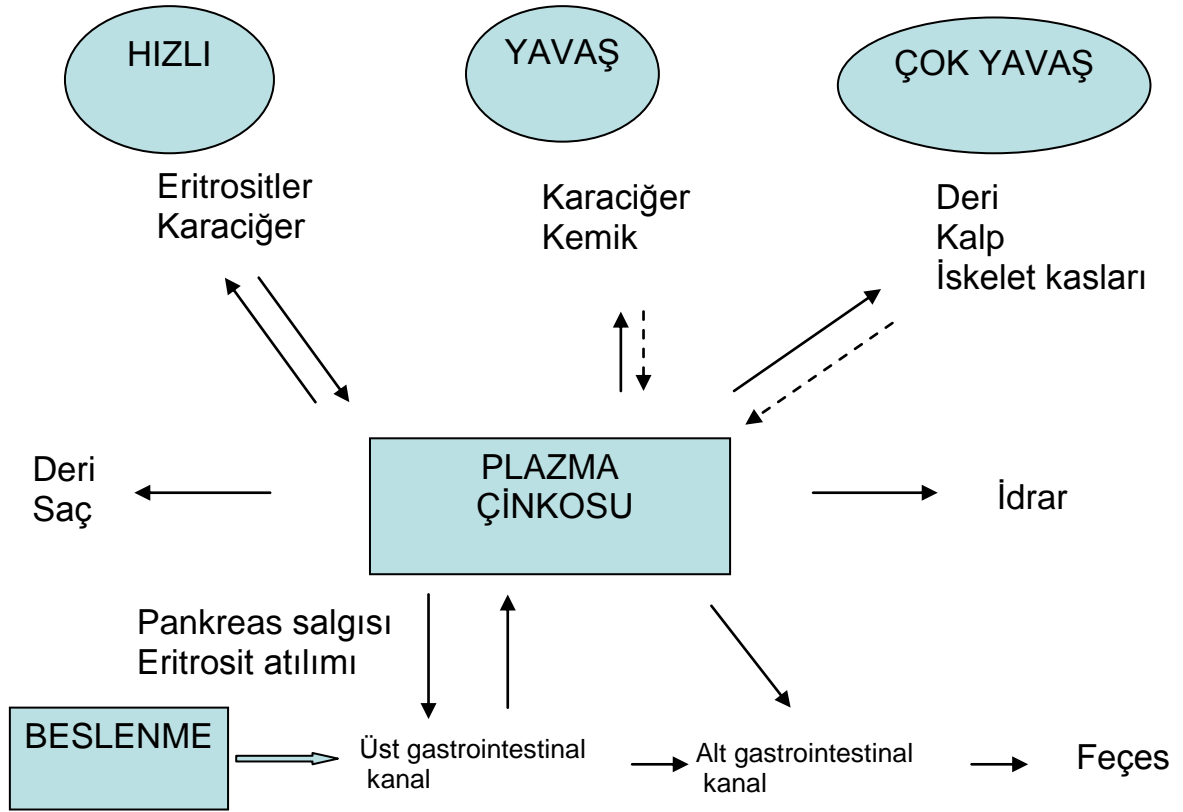 HIZLI
YAVAŞ
ÇOK YAVAŞ
Eritrositler
Karaciğer
Karaciğer
Kemik
Deri
Kalp
İskelet kasları
Deri
Saç
PLAZMA
ÇİNKOSU
İdrar
Pankreas salgısı
Eritrosit atılımı
BESLENME
Üst gastrointestinal
kanal
Alt gastrointestinal
kanal
Feçes